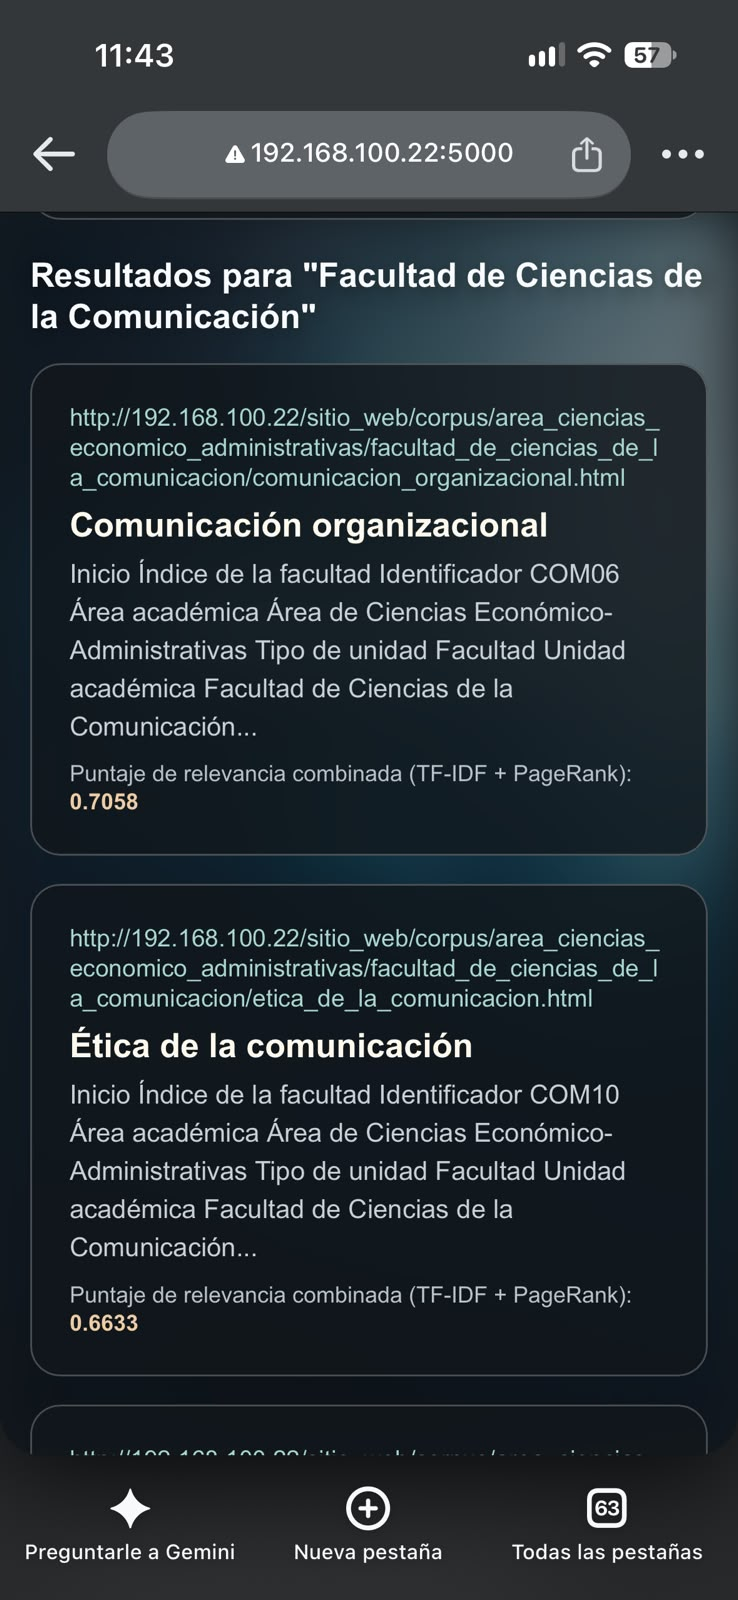 11:43
57
192.168.100.22:5000
Resultados para "Facultad de Ciencias de
la Comunicación"
http://192.168.100.22/sitio_web/corpus/area_ciencias_
economico_administrativas/facultad_de_ciencias_de_l
a_comunicacion/comunicacion_organizacional.html
Comunicación organizacional
Inicio Índice de la facultad Identificador COM06
Área académica Área de Ciencias Económico-
Administrativas Tipo de unidad Facultad Unidad
académica Facultad de Ciencias de la
Comunicación...
Puntaje de relevancia combinada (TF-IDF + PageRank):
0.7058
http://192.168.100.22/sitio_web/corpus/area_ciencias_
economico_administrativas/facultad_de_ciencias_de_l
a_comunicacion/etica_de_la_comunicacion.html
Ética de la comunicación
Inicio Índice de la facultad Identificador COM10
Área académica Área de Ciencias Económico-
Administrativas Tipo de unidad Facultad Unidad
académica Facultad de Ciencias de la
Comunicación...
Puntaje de relevancia combinada (TF-IDF + PageRank):
0.6633
63
Preguntarle a Gemini
Nueva pestaña
Todas las pestañas